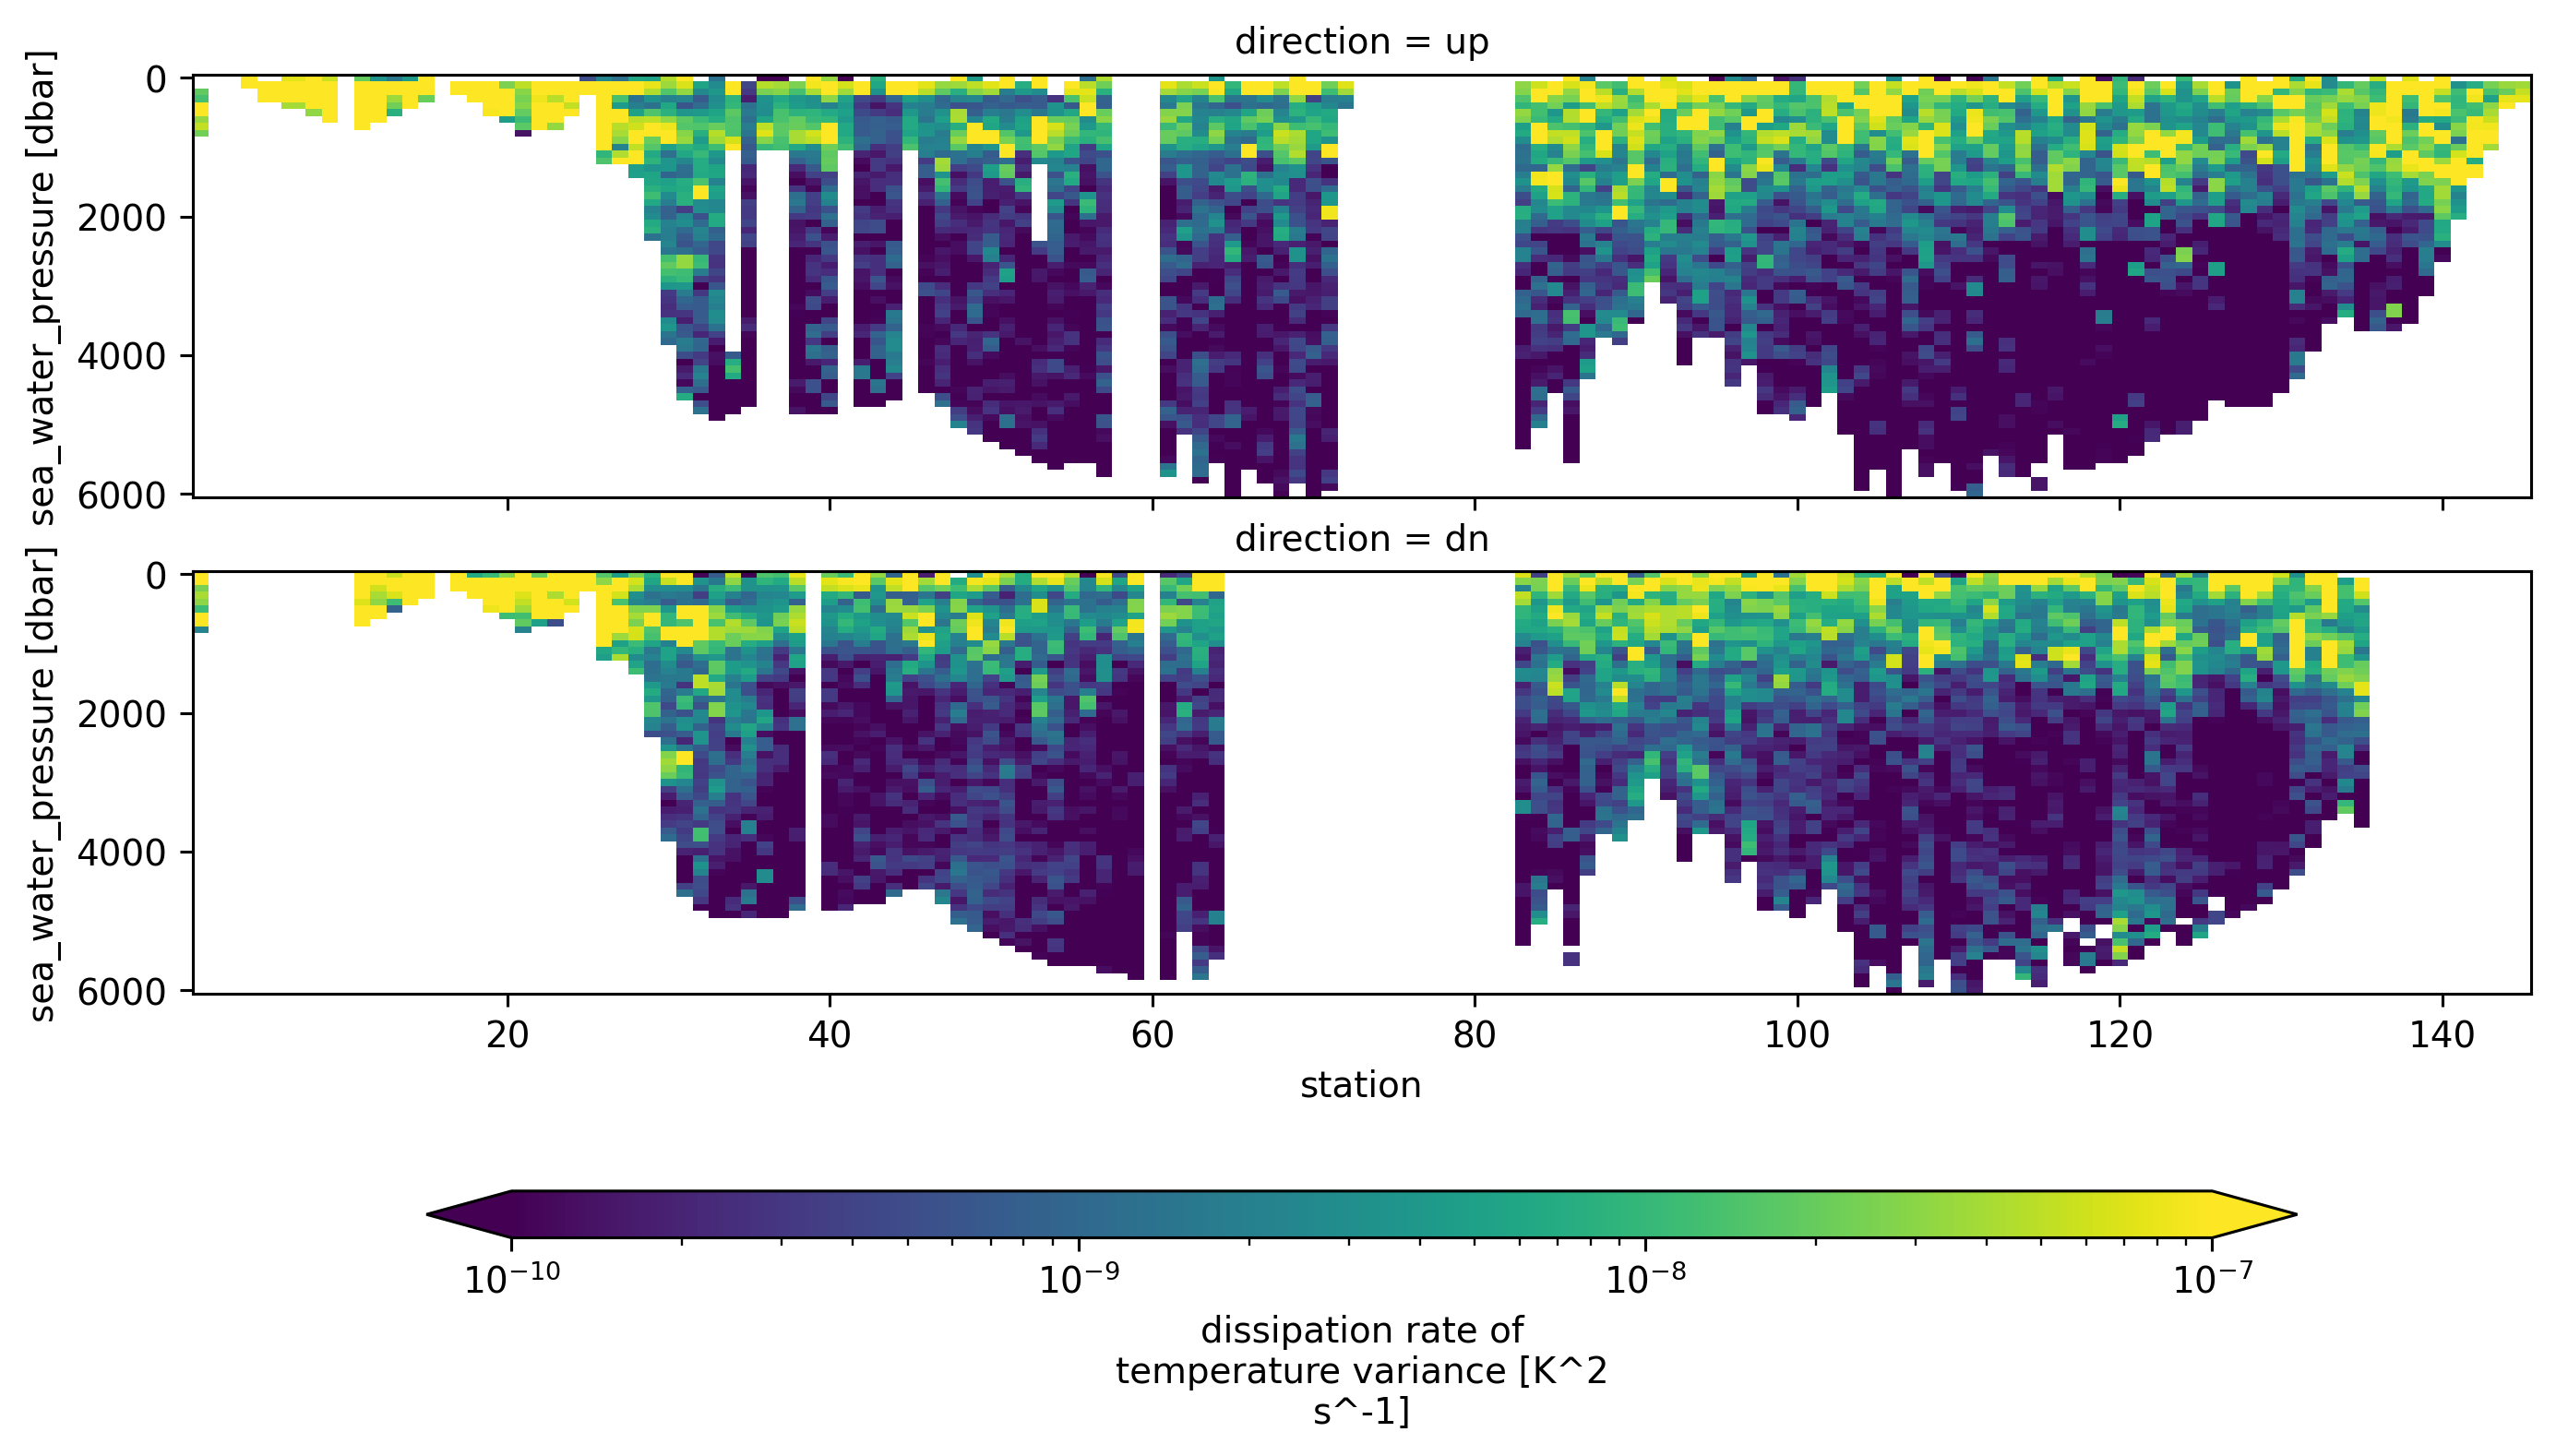 direction = up
sea_water_pressure [dbar]
0
2000
4000
6000
direction = dn
sea_water_pressure [dbar]
0
2000
4000
6000
20 40 60 80 100 120 140
station
10⁻¹⁰ 10⁻⁹ 10⁻⁸ 10⁻⁷
dissipation rate of
temperature variance [K^2
s^-1]